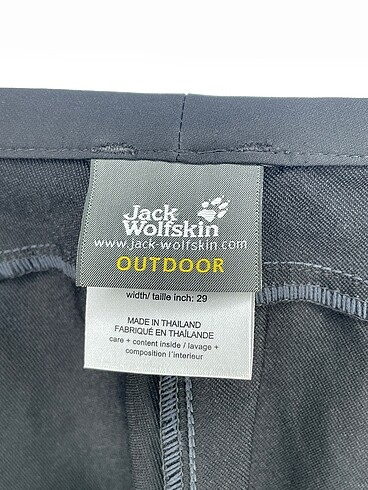 Jack
Wolfskin
www.jack-wolfskin.com
OUTDOOR
width/ taille inch: 29
MADE IN THAILAND
FABRIQUÉ EN THAÏLANDE
care + content inside / lavage +
composition l´interieur